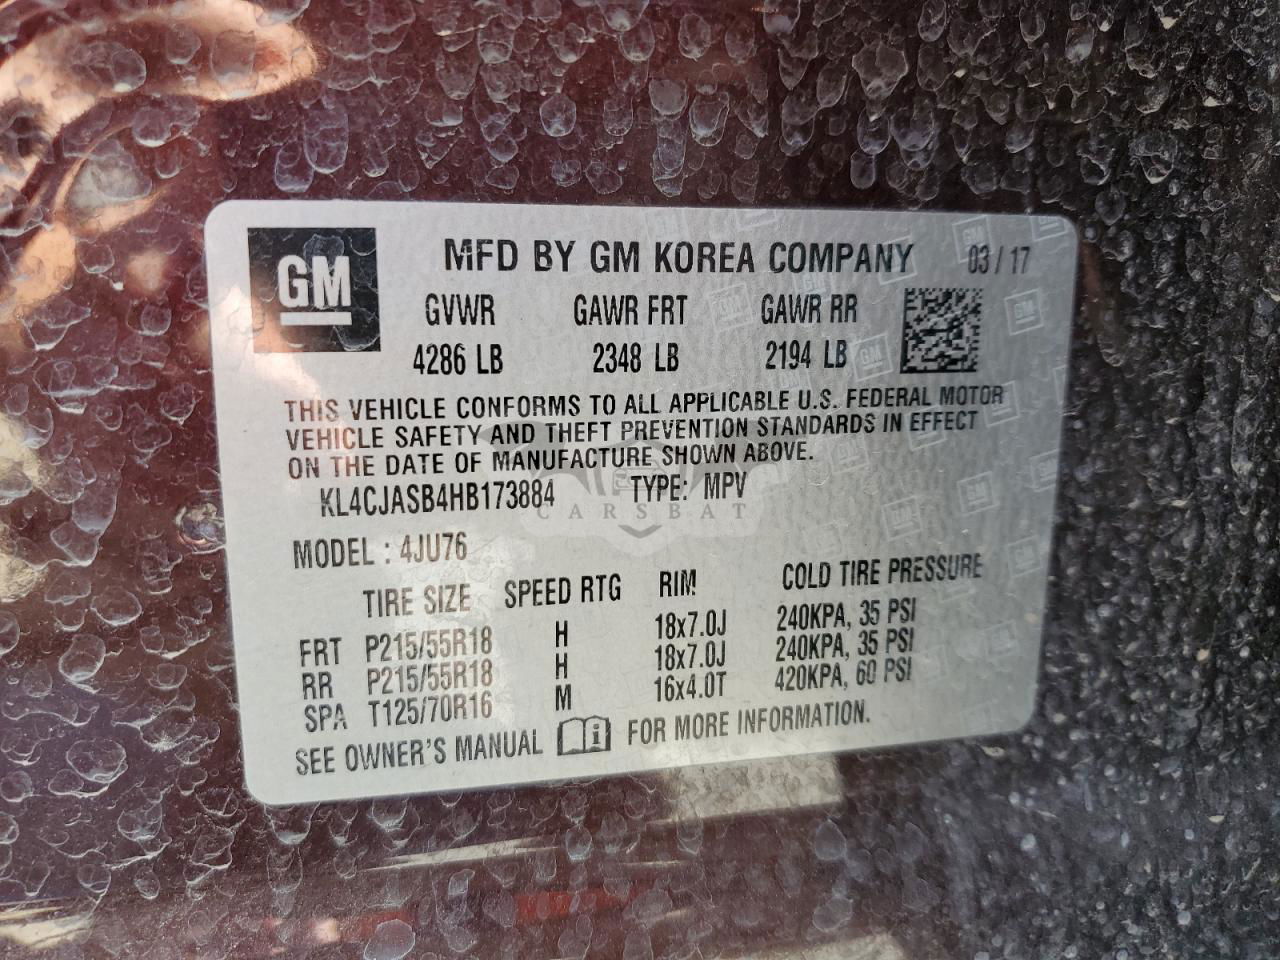 GM
MFD BY GM KOREA COMPANY 03/17
GVWR GAWR FRT GAWR RR
4286 LB 2348 LB 2194 LB
THIS VEHICLE CONFORMS TO ALL APPLICABLE U.S. FEDERAL MOTOR
VEHICLE SAFETY AND THEFT PREVENTION STANDARDS IN EFFECT
ON THE DATE OF MANUFACTURE SHOWN ABOVE.
KL4CJASB4HB173884 TYPE: MPV
CARSBAT
MODEL : 4JU76
TIRE SIZE SPEED RTG RIM COLD TIRE PRESSURE
FRT P215/55R18 H 18x7.0J 240KPA, 35 PSI
RR P215/55R18 H 18x7.0J 240KPA, 35 PSI
SPA T125/70R16 M 16x4.0T 420KPA, 60 PSI
SEE OWNER'S MANUAL FOR MORE INFORMATION.